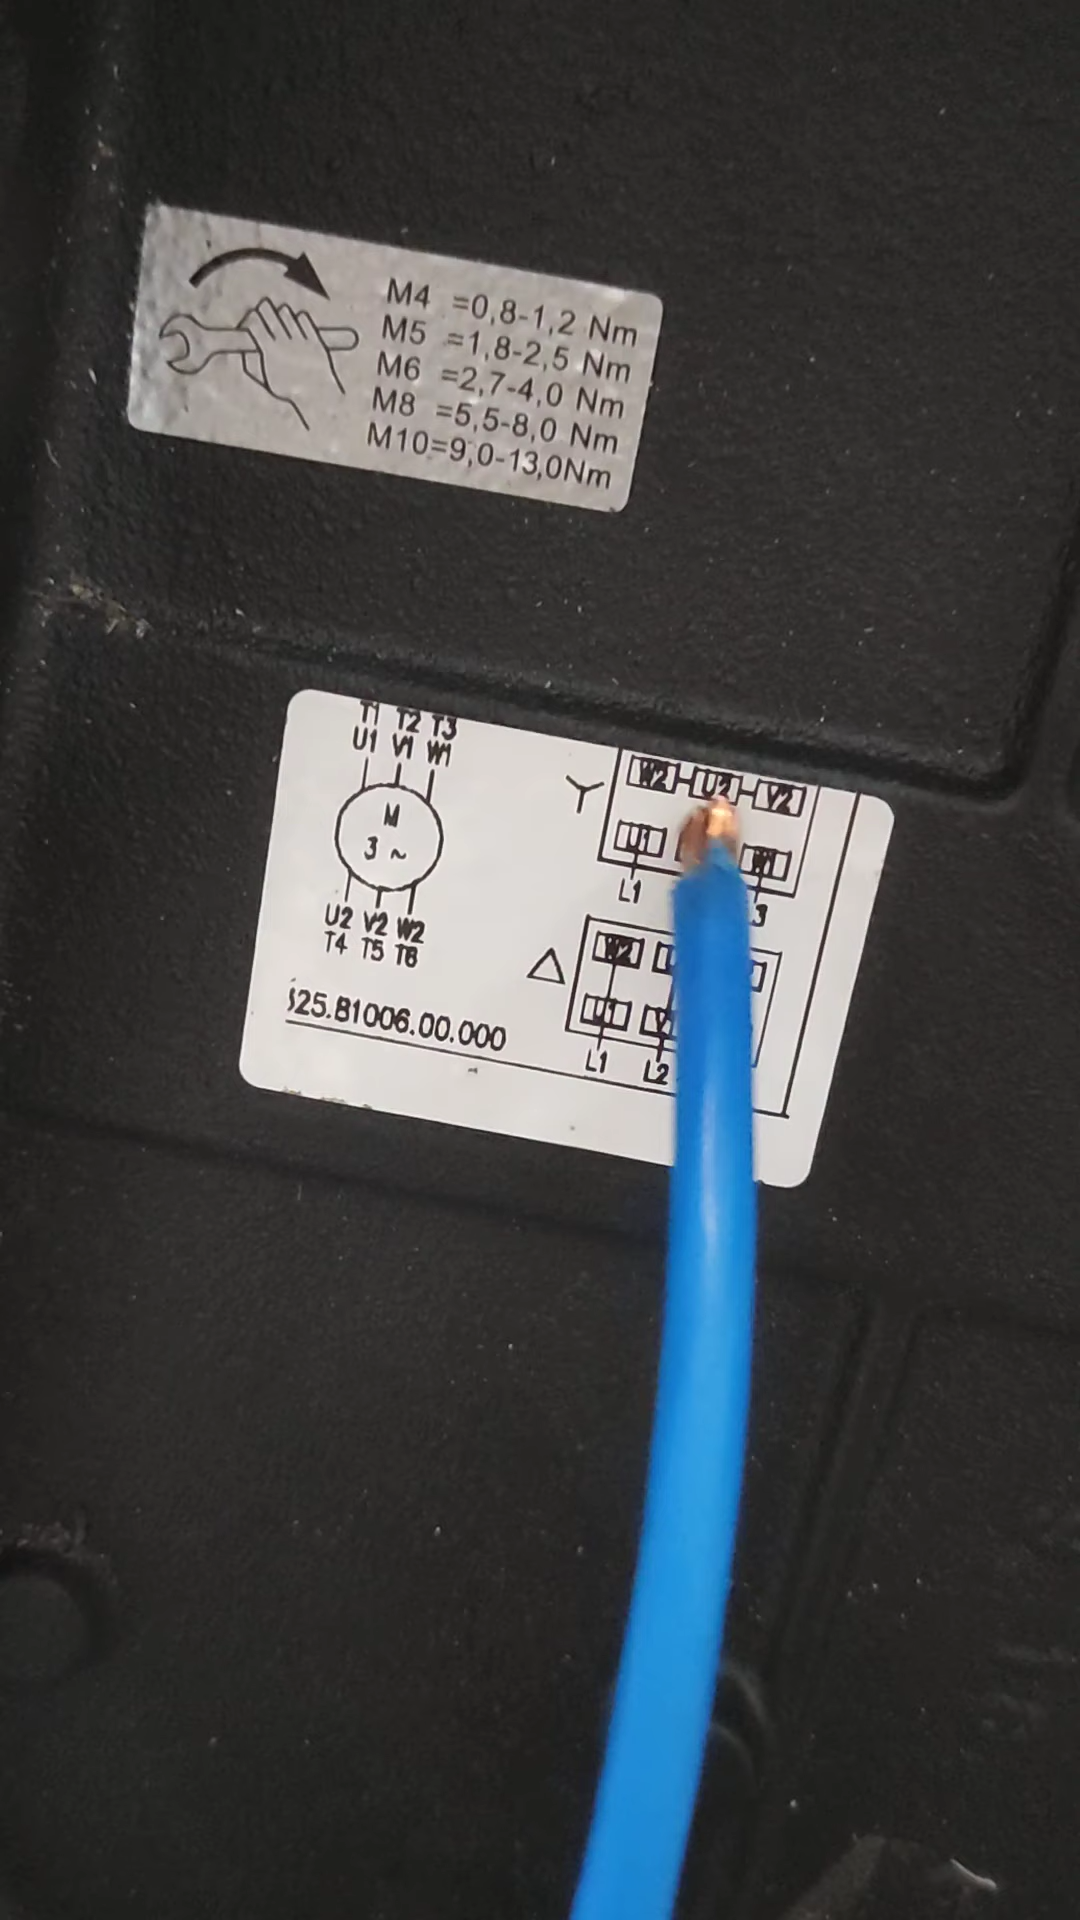 M4 =0,8-1,2 Nm
M5 =1,8-2,5 Nm
M6 =2,7-4,0 Nm
M8 =5,5-8,0 Nm
M10=9,0-13,0Nm
T1 T2 T3
U1 V1 W1
M
3 ~
U2 V2 W2
T4 T5 T6
W2 U2 V2
U1 W1
L1 3
W2
U1 V
L1 L2
25.81006.00.000